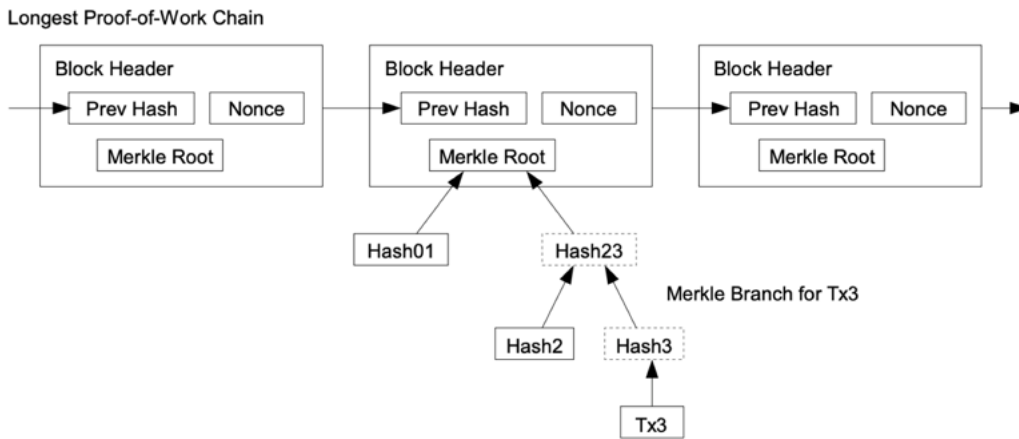 Longest Proof-of-Work Chain
Block Header
Prev Hash
Nonce
Merkle Root
Block Header
Prev Hash
Nonce
Merkle Root
Block Header
Prev Hash
Nonce
Merkle Root
Hash01
Hash23
Merkle Branch for Tx3
Hash2
Hash3
Tx3